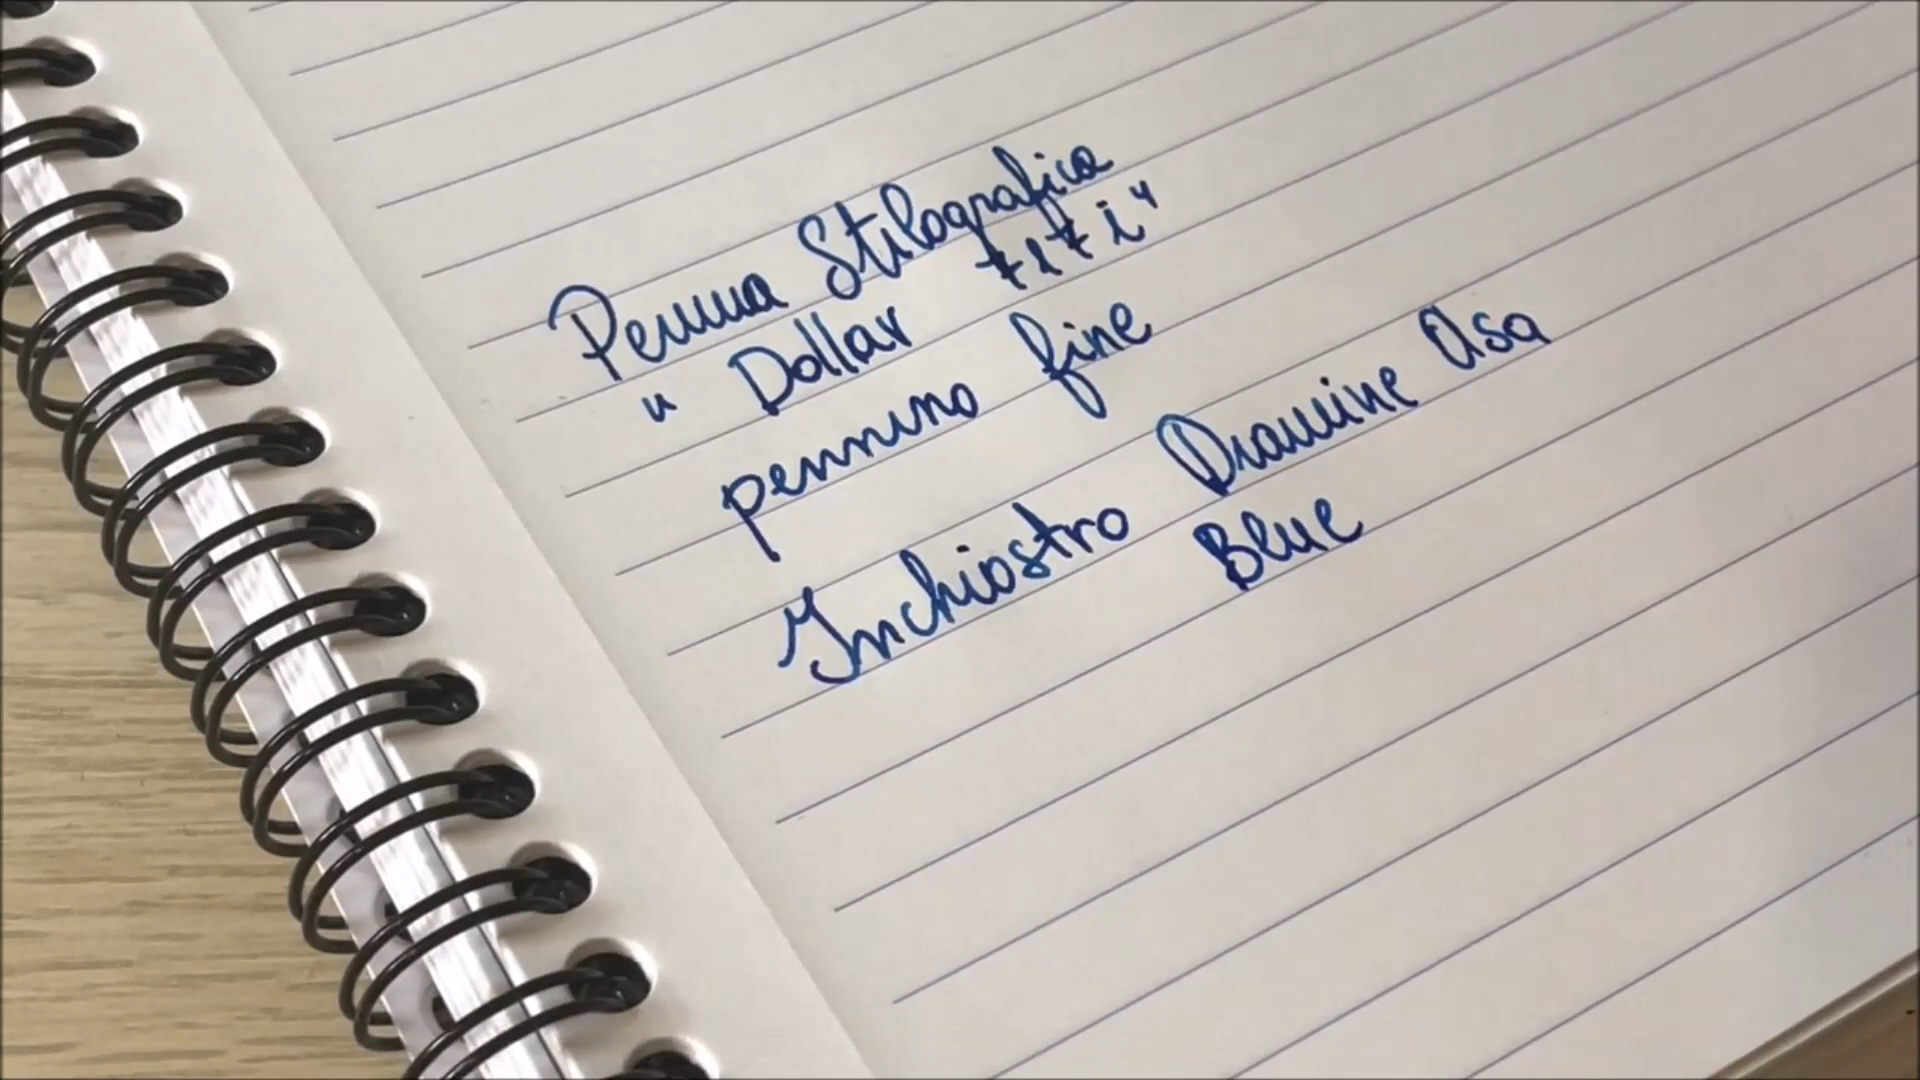 Penna Stilografica
"Dollar 717i"
pennino fine
Inchiostro Diamine Asa
Blue